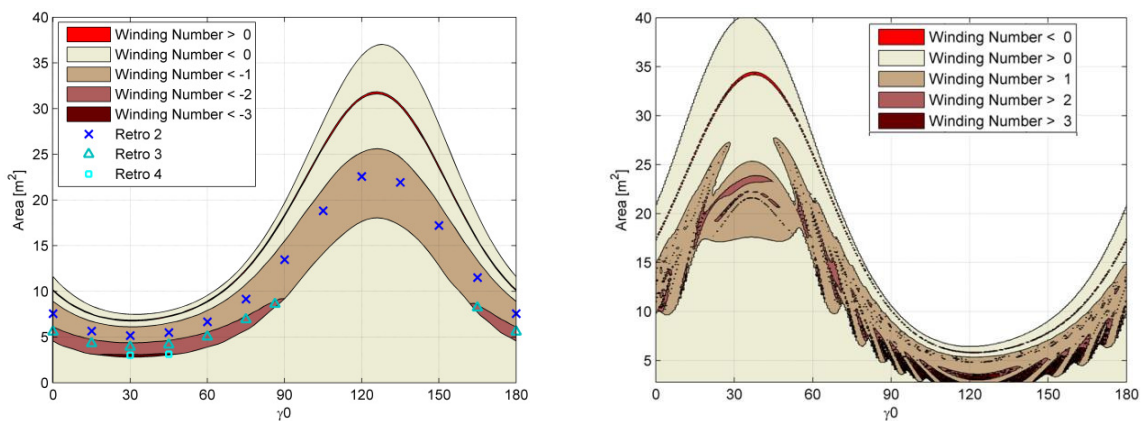 40
35
30
25
20
15
10
5
0
Area [m²]
Winding Number > 0
Winding Number < 0
Winding Number < -1
Winding Number < -2
Winding Number < -3
Retro 2
Retro 3
Retro 4
0 30 60 90 120 150 180
γ0
40
35
30
25
20
15
10
5
Area [m²]
Winding Number < 0
Winding Number > 0
Winding Number > 1
Winding Number > 2
Winding Number > 3
0 30 60 90 120 150 180
γ0